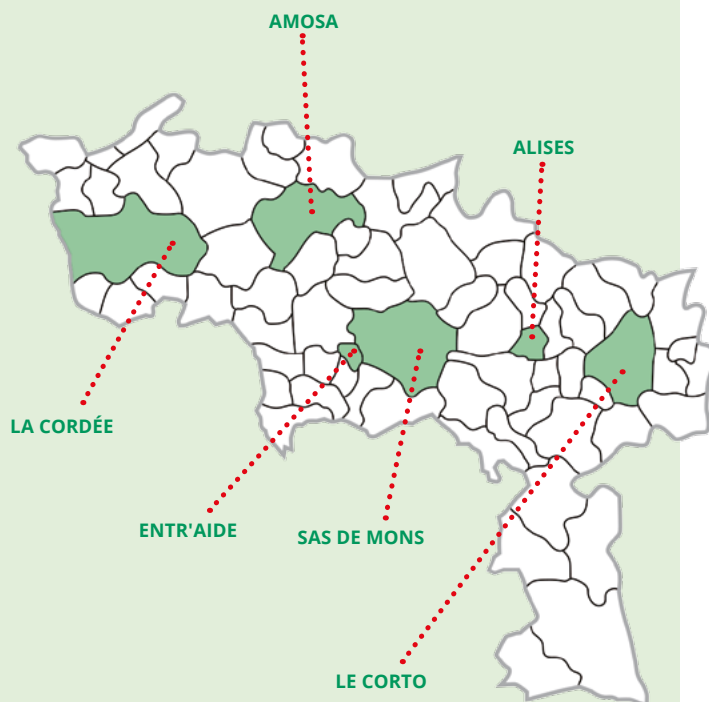 AMOSA
ALISES
LA CORDÉE
ENTR'AIDE
SAS DE MONS
LE CORTO